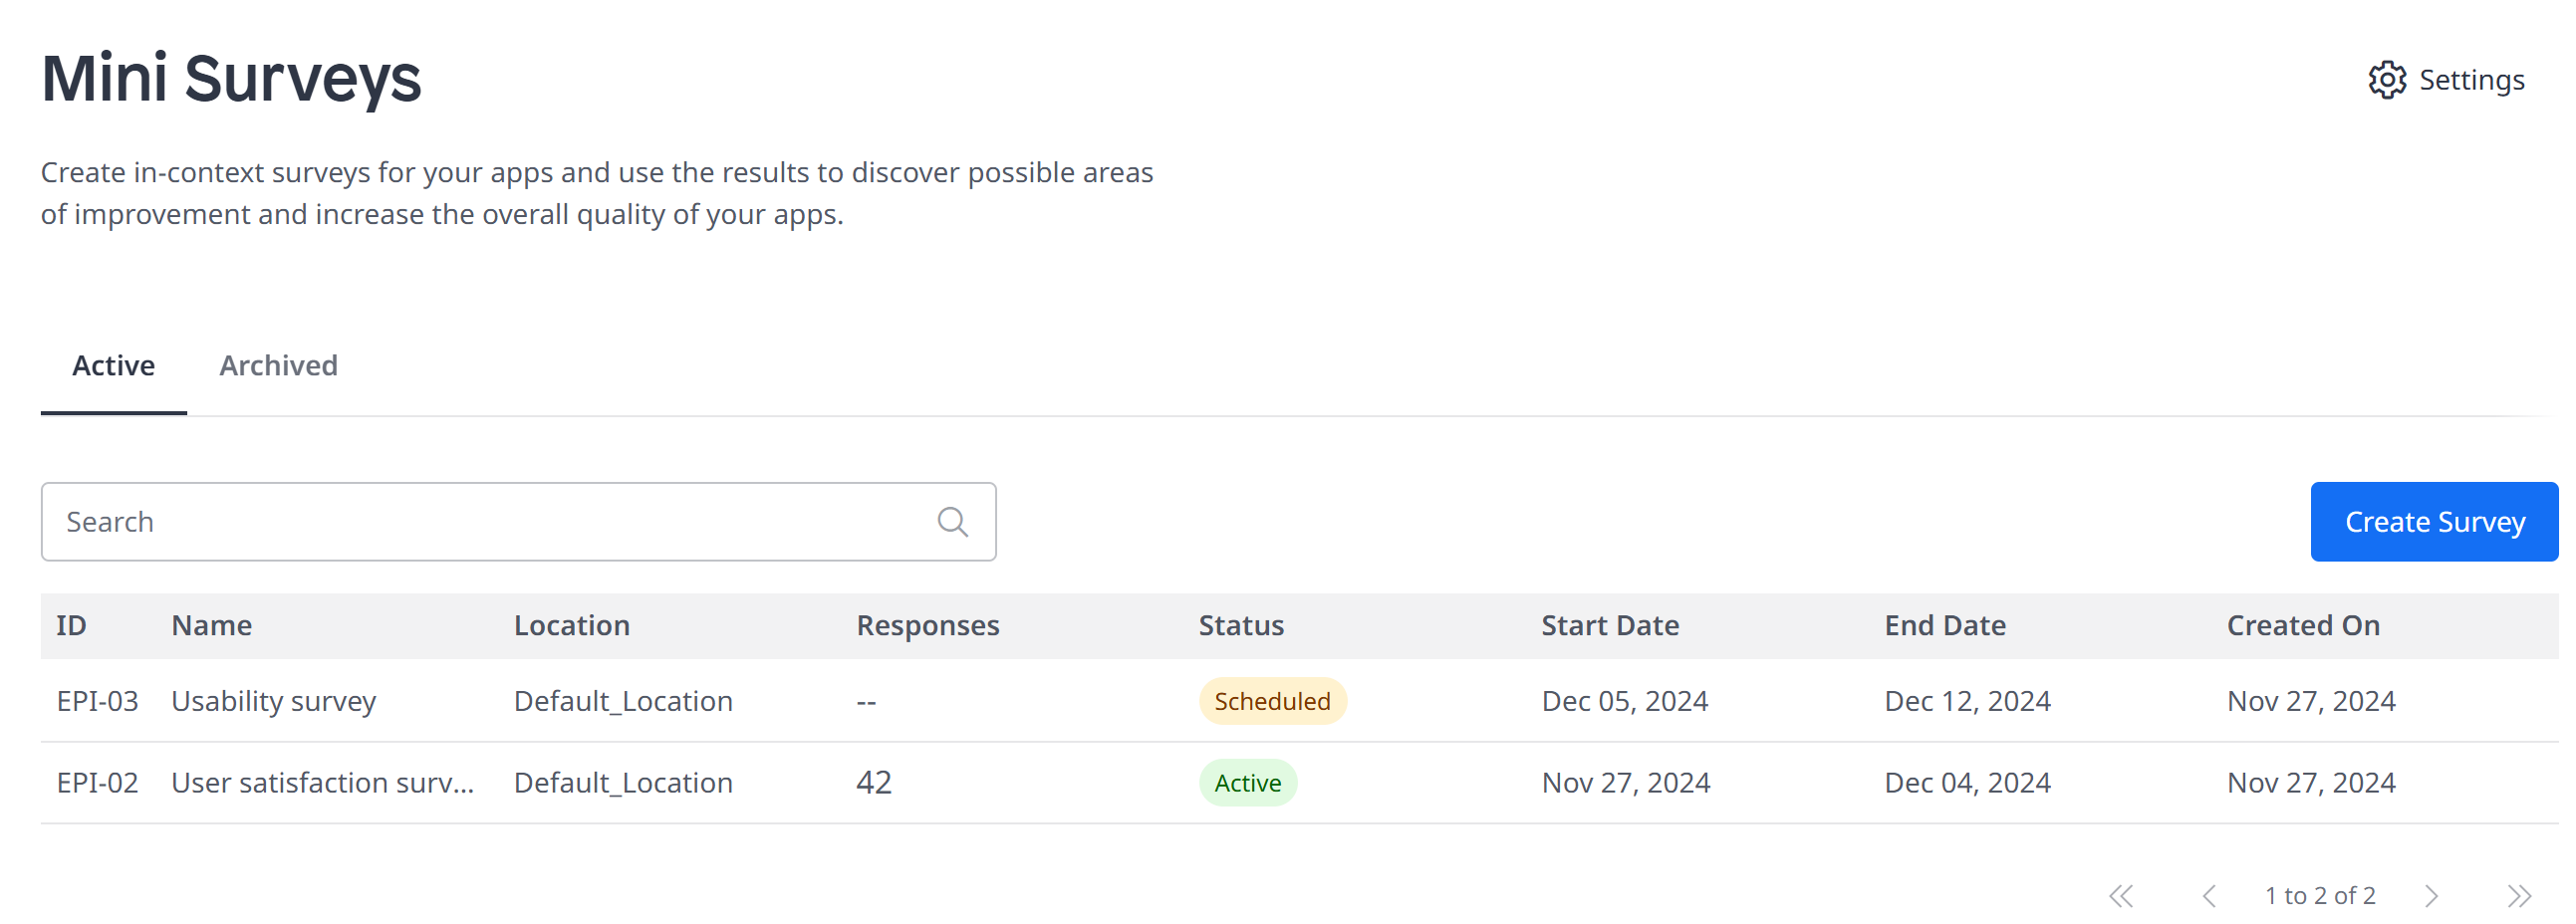 Mini Surveys
Settings
Create in-context surveys for your apps and use the results to discover possible areas
of improvement and increase the overall quality of your apps.
Active Archived
Search
Create Survey
ID Name Location Responses Status Start Date End Date Created On
EPI-03 Usability survey Default_Location -- Scheduled Dec 05, 2024 Dec 12, 2024 Nov 27, 2024
EPI-02 User satisfaction surv... Default_Location 42 Active Nov 27, 2024 Dec 04, 2024 Nov 27, 2024
1 to 2 of 2